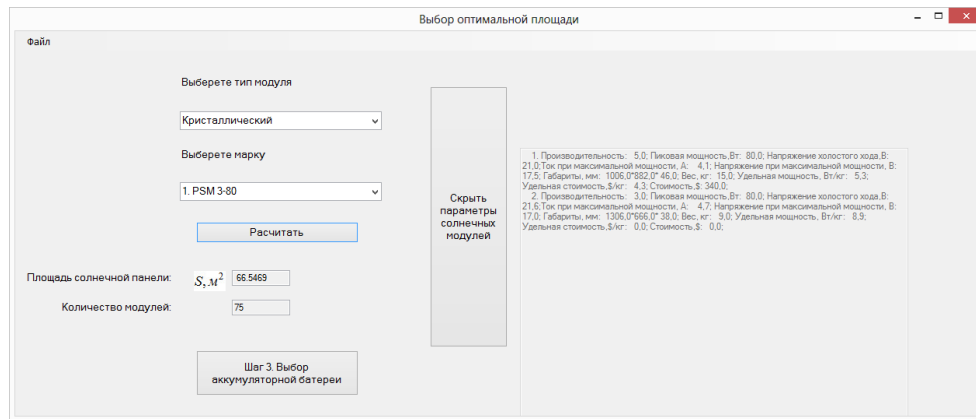 Выбор оптимальной площади
Файл
Выберете тип модуля
Кристаллический
Выберете марку
1. PSM 3-80
Расчитать
Площадь солнечной панели:
S, м²
66.5469
Количество модулей:
75
Шаг 3. Выбор
аккумуляторной батареи
Скрыть
параметры
солнечных
модулей
1. Производительность: 5,0; Пиковая мощность,Вт: 80,0; Напряжение холостого хода,В:
21,0;Ток при максимальной мощности, А: 4,1; Напряжение при максимальной мощности, В:
17,5; Габариты, мм: 1006,0*882,0* 46,0; Вес, кг: 15,0; Удельная мощность, Вт/кг: 5,3;
Удельная стоимость,$/кг: 4,3; Стоимость,$: 340,0;
2. Производительность: 3,0; Пиковая мощность,Вт: 80,0; Напряжение холостого хода,В:
21,6;Ток при максимальной мощности, А: 4,7; Напряжение при максимальной мощности, В:
17,0; Габариты, мм: 1306,0*666,0* 38,0; Вес, кг: 9,0; Удельная мощность, Вт/кг: 8,9;
Удельная стоимость,$/кг: 0,0; Стоимость,$: 0,0;